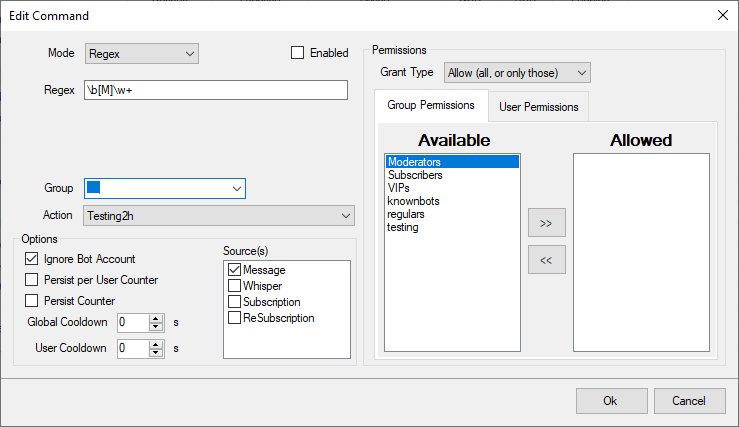 Edit Command
Mode
Regex
Enabled
Regex
\b[M]\w+
Group
Action
Testing2h
Options
Ignore Bot Account
Persist per User Counter
Persist Counter
Global Cooldown
0
s
User Cooldown
0
s
Source(s)
Message
Whisper
Subscription
ReSubscription
Permissions
Grant Type
Allow (all, or only those)
Group Permissions
User Permissions
Available
Moderators
Subscribers
VIPs
knownbots
regulars
testing
>>
<<
Allowed
Ok
Cancel